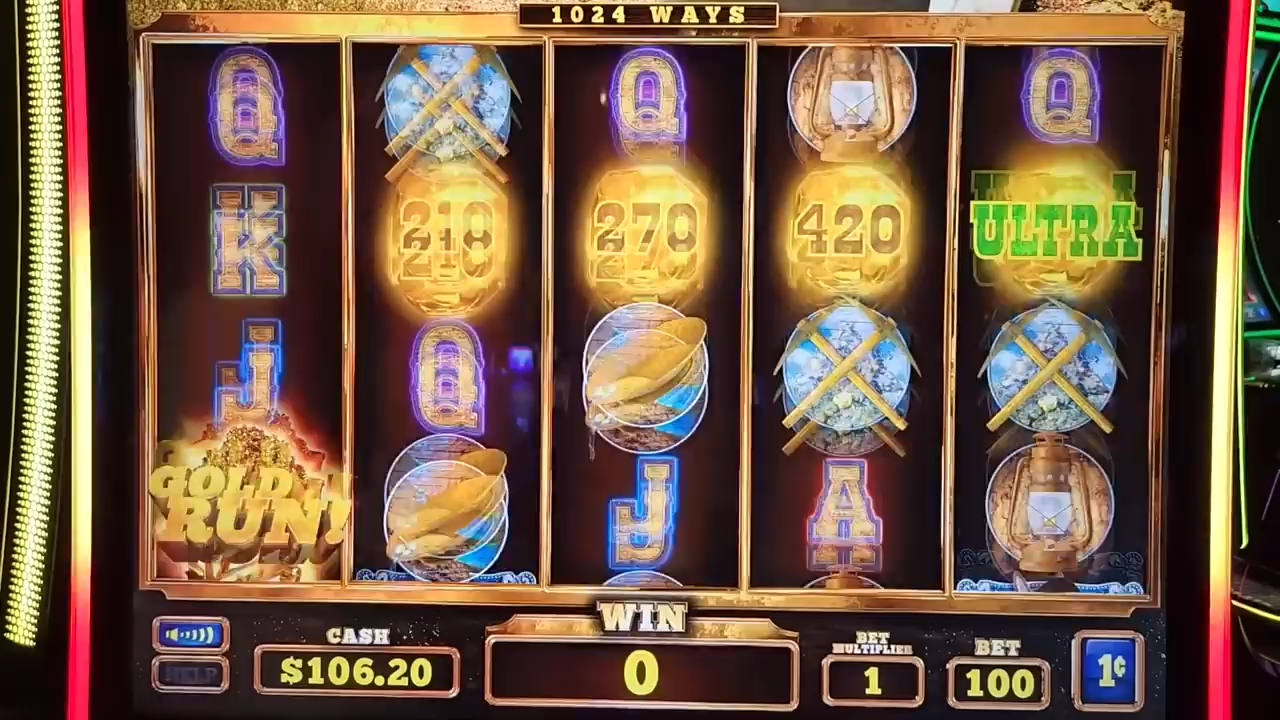 1024 WAYS
Q
Q
Q
K
210
270
420
ULTRA
J
Q
GOLD
RUN!
J
A
WIN
CASH
$106.20
0
BET
MULTIPLIER
1
BET
100
1¢
HELP